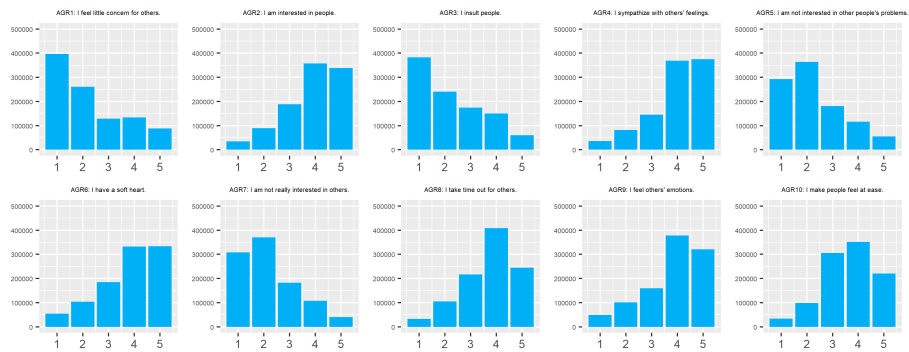 AGR1: I feel little concern for others. AGR2: I am interested in people. AGR3: I insult people. AGR4: I sympathize with others' feelings. AGR5: I am not interested in other people's problems.
500000 500000 500000 500000 500000
400000 400000 400000 400000 400000
300000 300000 300000 300000 300000
200000 200000 200000 200000 200000
100000 100000 100000 100000 100000
0 0 0 0 0
1 2 3 4 5 1 2 3 4 5 1 2 3 4 5 1 2 3 4 5 1 2 3 4 5
AGR6: I have a soft heart. AGR7: I am not really interested in others. AGR8: I take time out for others. AGR9: I feel others' emotions. AGR10: I make people feel at ease.
500000 500000 500000 500000 500000
400000 400000 400000 400000 400000
300000 300000 300000 300000 300000
200000 200000 200000 200000 200000
100000 100000 100000 100000 100000
0 0 0 0 0
1 2 3 4 5 1 2 3 4 5 1 2 3 4 5 1 2 3 4 5 1 2 3 4 5